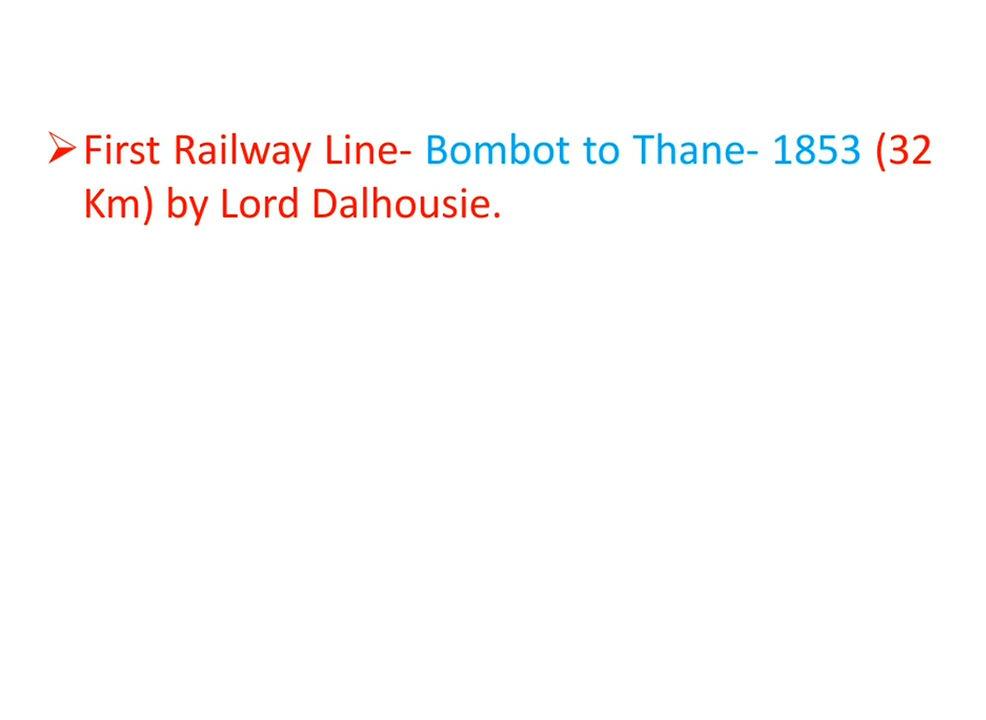 ➢First Railway Line- Bombot to Thane- 1853 (32
Km) by Lord Dalhousie.